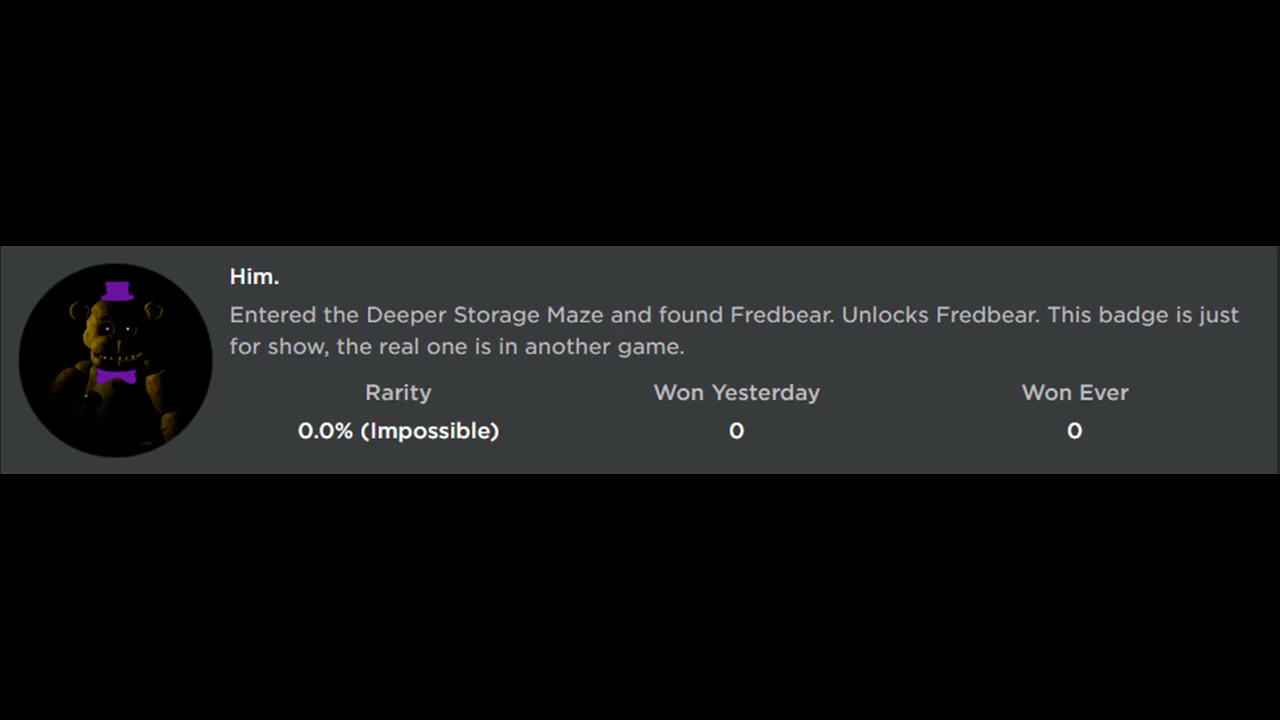 Him.
Entered the Deeper Storage Maze and found Fredbear. Unlocks Fredbear. This badge is just
for show, the real one is in another game.
Rarity Won Yesterday Won Ever
0.0% (Impossible) 0 0